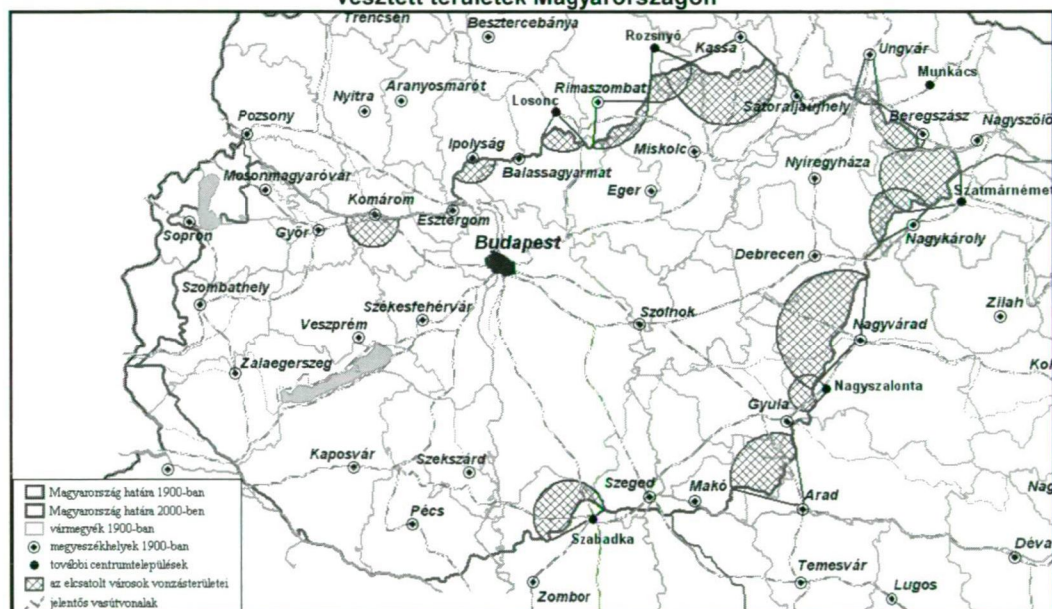 vesztett területek Magyarországon
Trencsén
Besztercebánya
Rozsnyó
Kassa
Ungvár
Munkács
Aranyosmarót
Nyitra
Rimaszombat
Losonc
Sátoraljaújhely
Beregszász
Nagyszőlő
Pozsony
Ipolyság
Miskolc
Balassagyarmat
Nyíregyháza
Mosonmagyaróvár
Komárom
Esztergom
Eger
Szatmárnémet
Sopron
Győr
Nagykároly
Budapest
Debrecen
Szombathely
Székesfehérvár
Szolnok
Zilah
Veszprém
Nagyvárad
Zalaegerszeg
Kol
Nagyszalonta
Gyula
Kaposvár
Szekszárd
Szeged
Makó
Arad
Nag
Pécs
Szabadka
Déva
Temesvár
Zombor
Lugos
Magyarország határa 1900-ban
Magyarország határa 2000-ben
vármegyék 1900-ban
megyeszékhelyek 1900-ban
további centrumtelepülések
az elcsatolt városok vonzásterületei
jelentős vasútvonalak